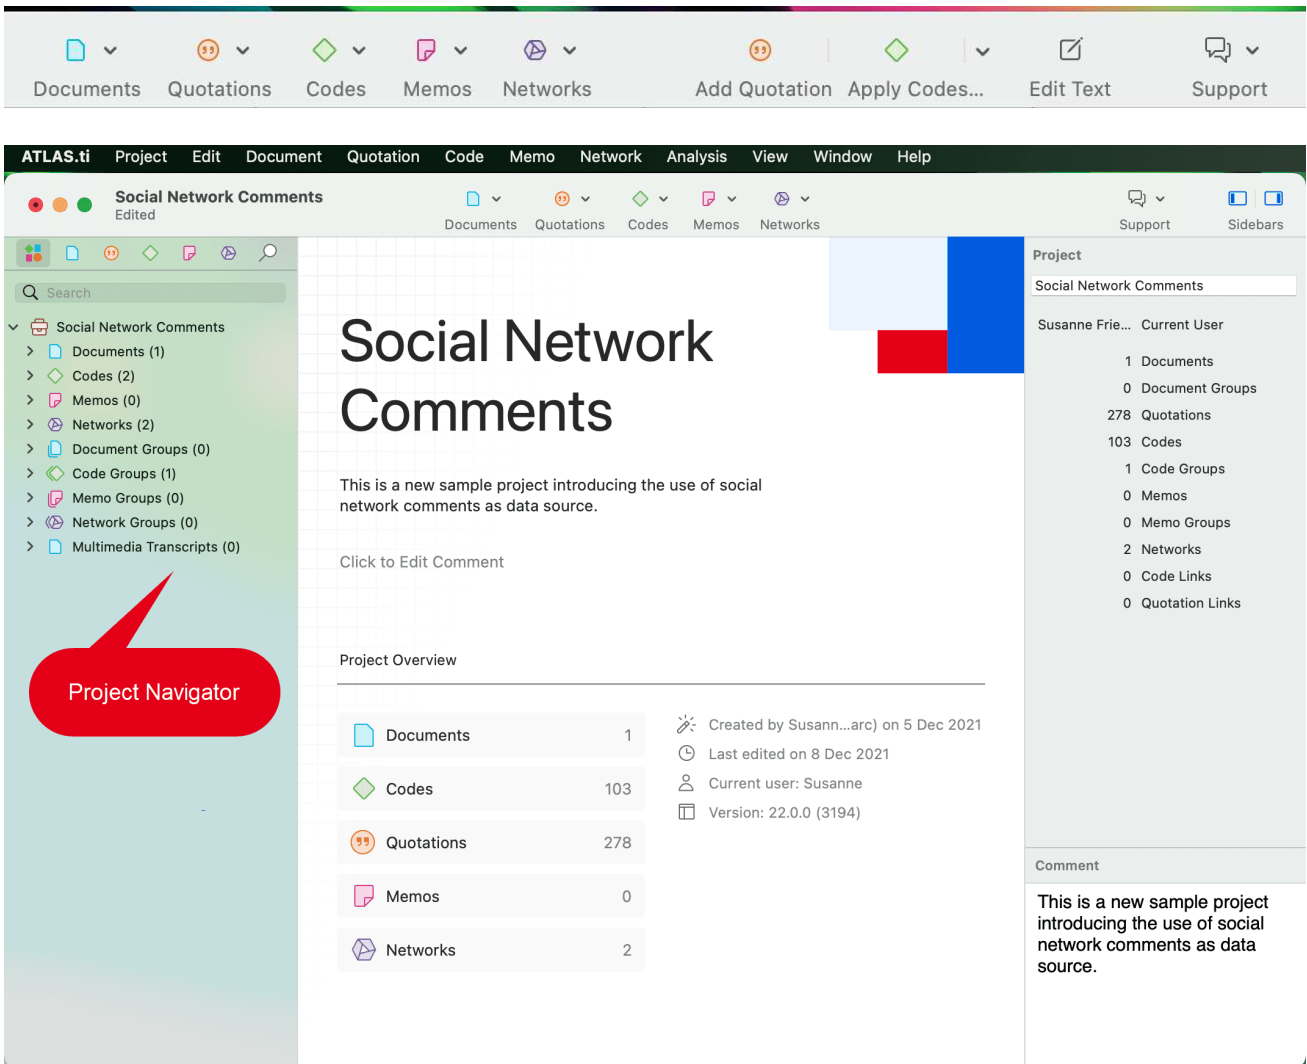 Documents Quotations Codes Memos Networks Add Quotation Apply Codes... Edit Text Support
ATLAS.ti Project Edit Document Quotation Code Memo Network Analysis View Window Help
Social Network Comments
Edited
Documents Quotations Codes Memos Networks Support Sidebars
Search
Social Network Comments
Documents (1)
Codes (2)
Memos (0)
Networks (2)
Document Groups (0)
Code Groups (1)
Memo Groups (0)
Network Groups (0)
Multimedia Transcripts (0)
Project Navigator
Social Network
Comments
This is a new sample project introducing the use of social
network comments as data source.
Click to Edit Comment
Project Overview
Documents 1
Codes 103
Quotations 278
Memos 0
Networks 2
Created by Susann...arc) on 5 Dec 2021
Last edited on 8 Dec 2021
Current user: Susanne
Version: 22.0.0 (3194)
Project
Social Network Comments
Susanne Frie... Current User
1 Documents
0 Document Groups
278 Quotations
103 Codes
1 Code Groups
0 Memos
0 Memo Groups
2 Networks
0 Code Links
0 Quotation Links
Comment
This is a new sample project
introducing the use of social
network comments as data
source.